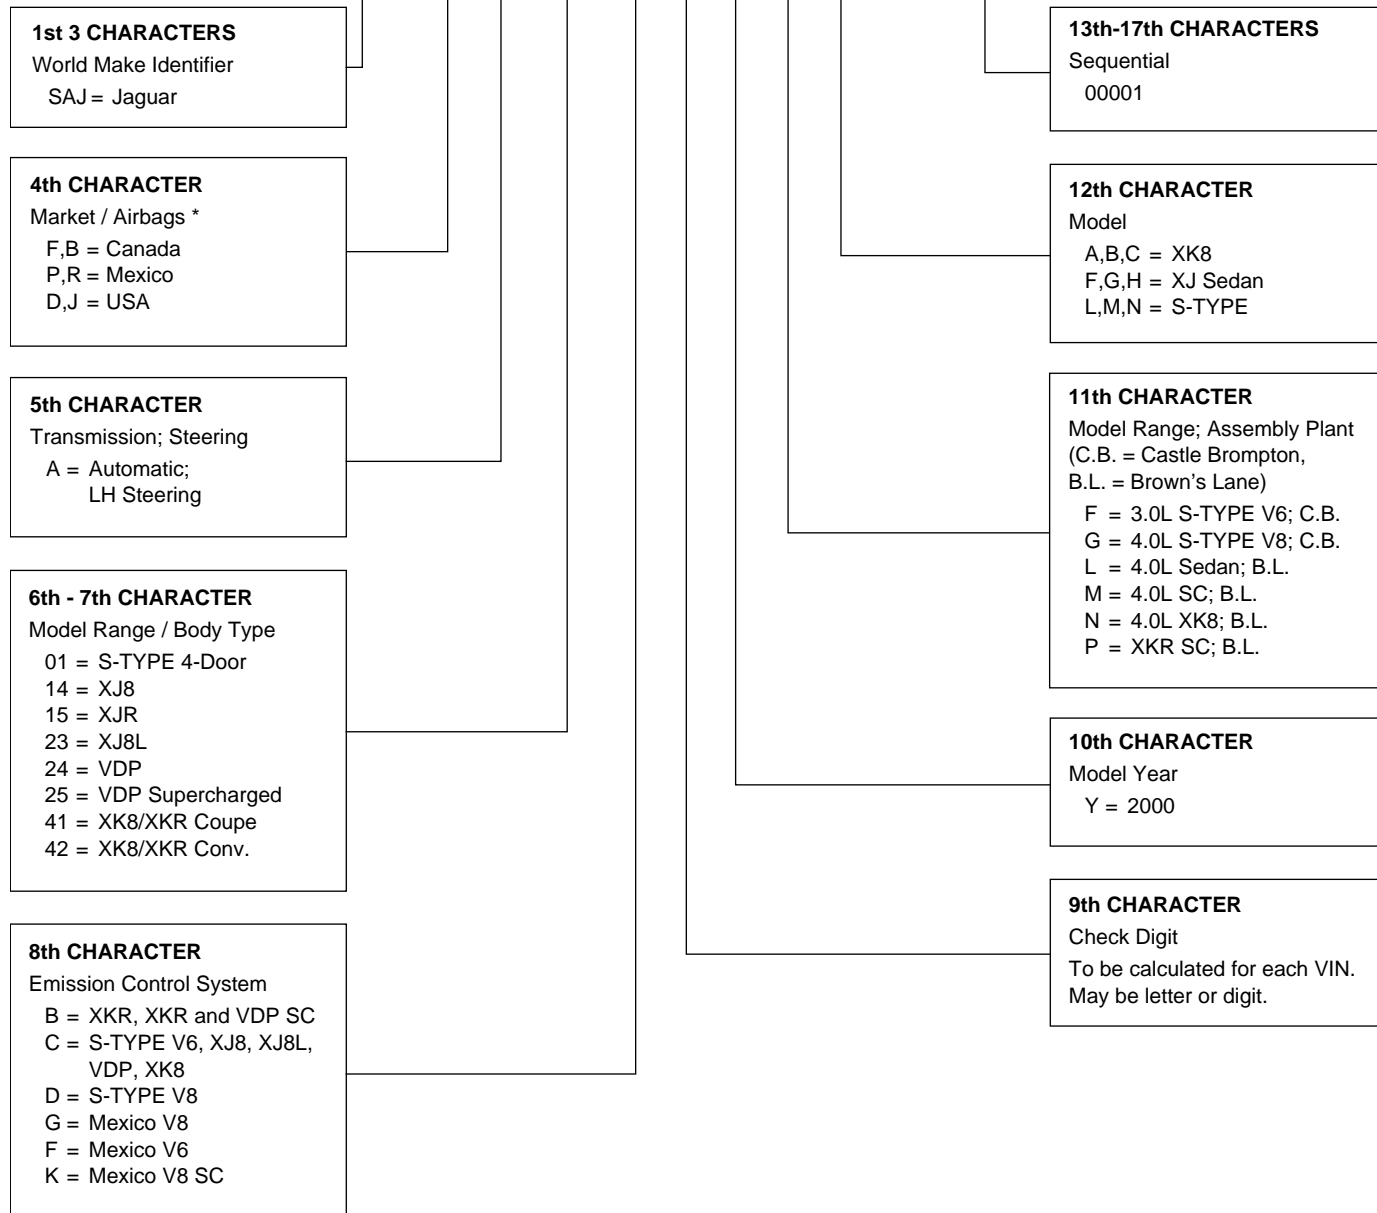 1st 3 CHARACTERS
World Make Identifier
SAJ = Jaguar
4th CHARACTER
Market / Airbags *
F,B = Canada
P,R = Mexico
D,J = USA
5th CHARACTER
Transmission; Steering
A = Automatic;
LH Steering
6th - 7th CHARACTER
Model Range / Body Type
01 = S-TYPE 4-Door
14 = XJ8
15 = XJR
23 = XJ8L
24 = VDP
25 = VDP Supercharged
41 = XK8/XKR Coupe
42 = XK8/XKR Conv.
8th CHARACTER
Emission Control System
B = XKR, XKR and VDP SC
C = S-TYPE V6, XJ8, XJ8L,
VDP, XK8
D = S-TYPE V8
G = Mexico V8
F = Mexico V6
K = Mexico V8 SC
13th-17th CHARACTERS
Sequential
00001
12th CHARACTER
Model
A,B,C = XK8
F,G,H = XJ Sedan
L,M,N = S-TYPE
11th CHARACTER
Model Range; Assembly Plant
(C.B. = Castle Brompton,
B.L. = Brown's Lane)
F = 3.0L S-TYPE V6; C.B.
G = 4.0L S-TYPE V8; C.B.
L = 4.0L Sedan; B.L.
M = 4.0L SC; B.L.
N = 4.0L XK8; B.L.
P = XKR SC; B.L.
10th CHARACTER
Model Year
Y = 2000
9th CHARACTER
Check Digit
To be calculated for each VIN.
May be letter or digit.